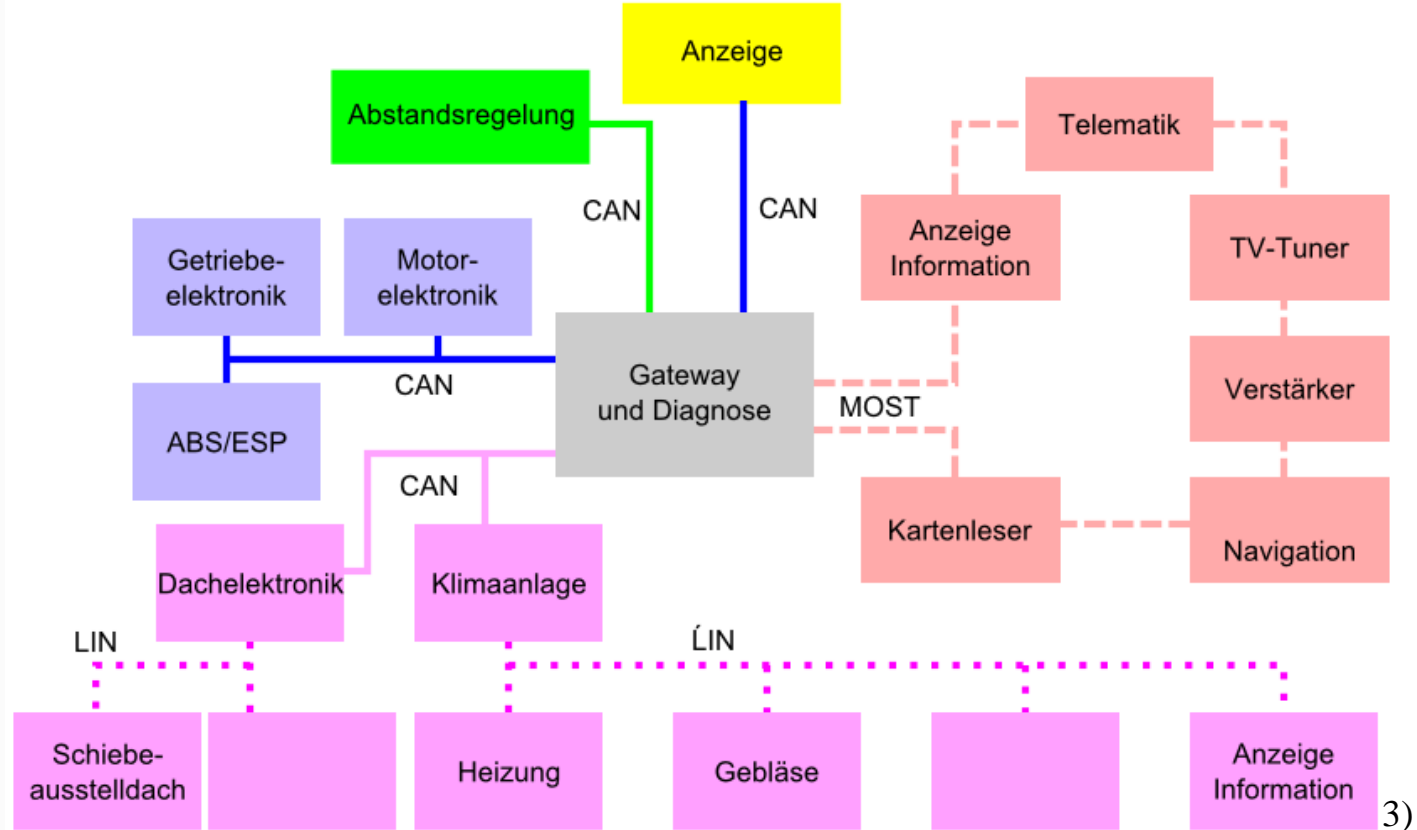 Anzeige
Abstandsregelung
Telematik
CAN
CAN
Getriebe-
elektronik
Motor-
elektronik
Anzeige
Information
TV-Tuner
CAN
Gateway
und Diagnose
MOST
Verstärker
ABS/ESP
CAN
Kartenleser
Navigation
Dachelektronik
Klimaanlage
LIN
ĹIN
Schiebe-
ausstelldach
Heizung
Gebläse
Anzeige
Information
3)